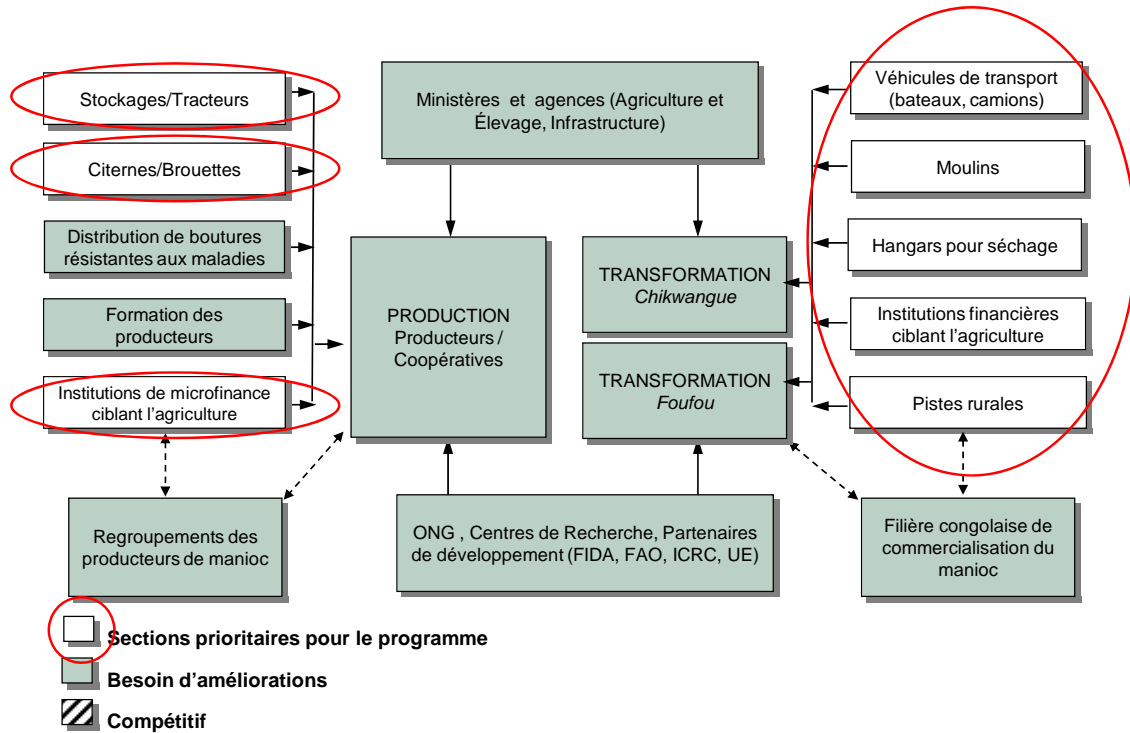 Stockages/Tracteurs
Citernes/Brouettes
Distribution de boutures
résistantes aux maladies
Formation des
producteurs
Institutions de microfinance
ciblant l'agriculture
Regroupements des
producteurs de manioc
Ministères et agences (Agriculture et
Élevage, Infrastructure)
PRODUCTION
Producteurs /
Coopératives
TRANSFORMATION
Chikwangue
TRANSFORMATION
Foufou
ONG , Centres de Recherche, Partenaires
de développement (FIDA, FAO, ICRC, UE)
Véhicules de transport
(bateaux, camions)
Moulins
Hangars pour séchage
Institutions financières
ciblant l'agriculture
Pistes rurales
Filière congolaise de
commercialisation du
manioc
Sections prioritaires pour le programme
Besoin d'améliorations
Compétitif